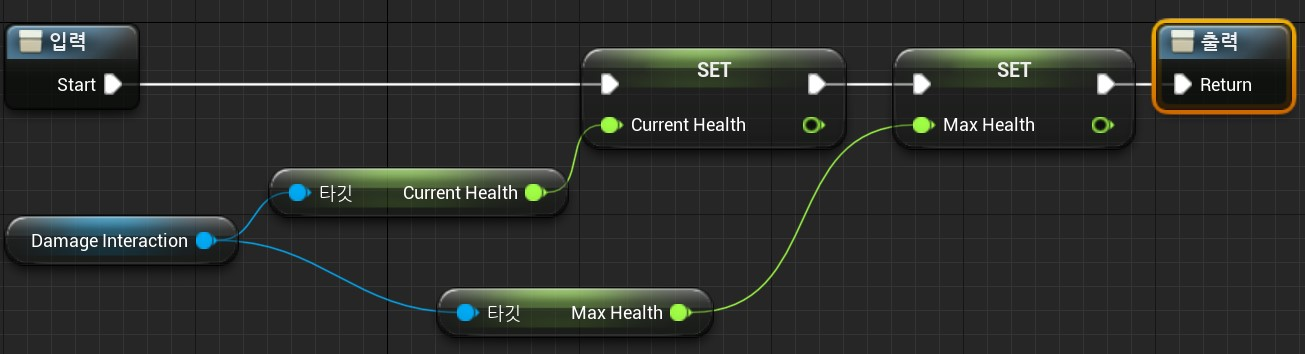 입력
Start
SET
Current Health
SET
Max Health
출력
Return
타깃 Current Health
Damage Interaction
타깃 Max Health